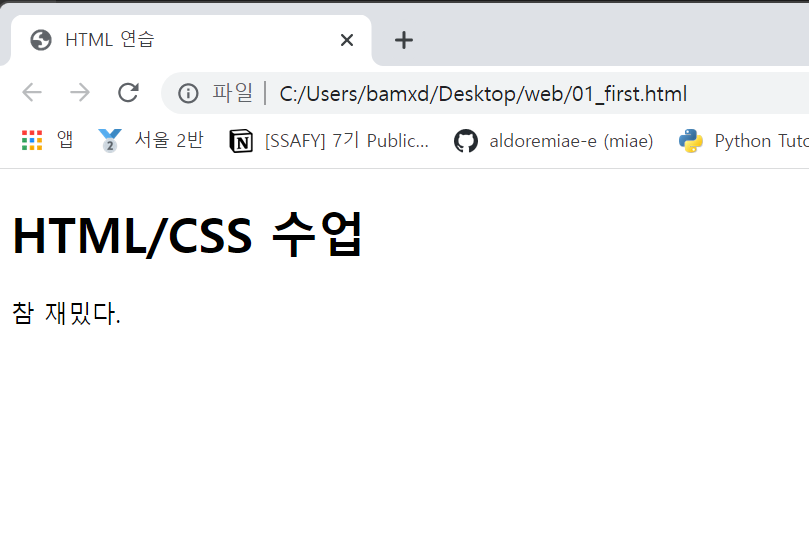 HTML 연습
파일 | C:/Users/bamxd/Desktop/web/01_first.html
앱 서울 2반 [SSAFY] 7기 Public... aldoremiae-e (miae) Python Tuto
HTML/CSS 수업
참 재밌다.